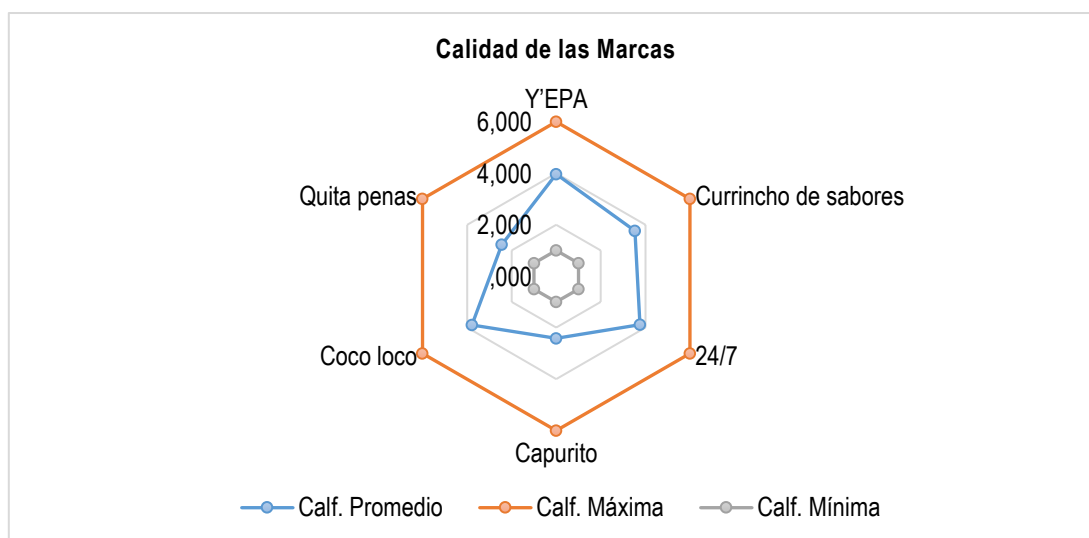 Calidad de las Marcas
Y'EPA
6,000
4,000
Quita penas
Currincho de sabores
2,000
,000
Coco loco
24/7
Capurito
Calf. Promedio
Calf. Máxima
Calf. Mínima